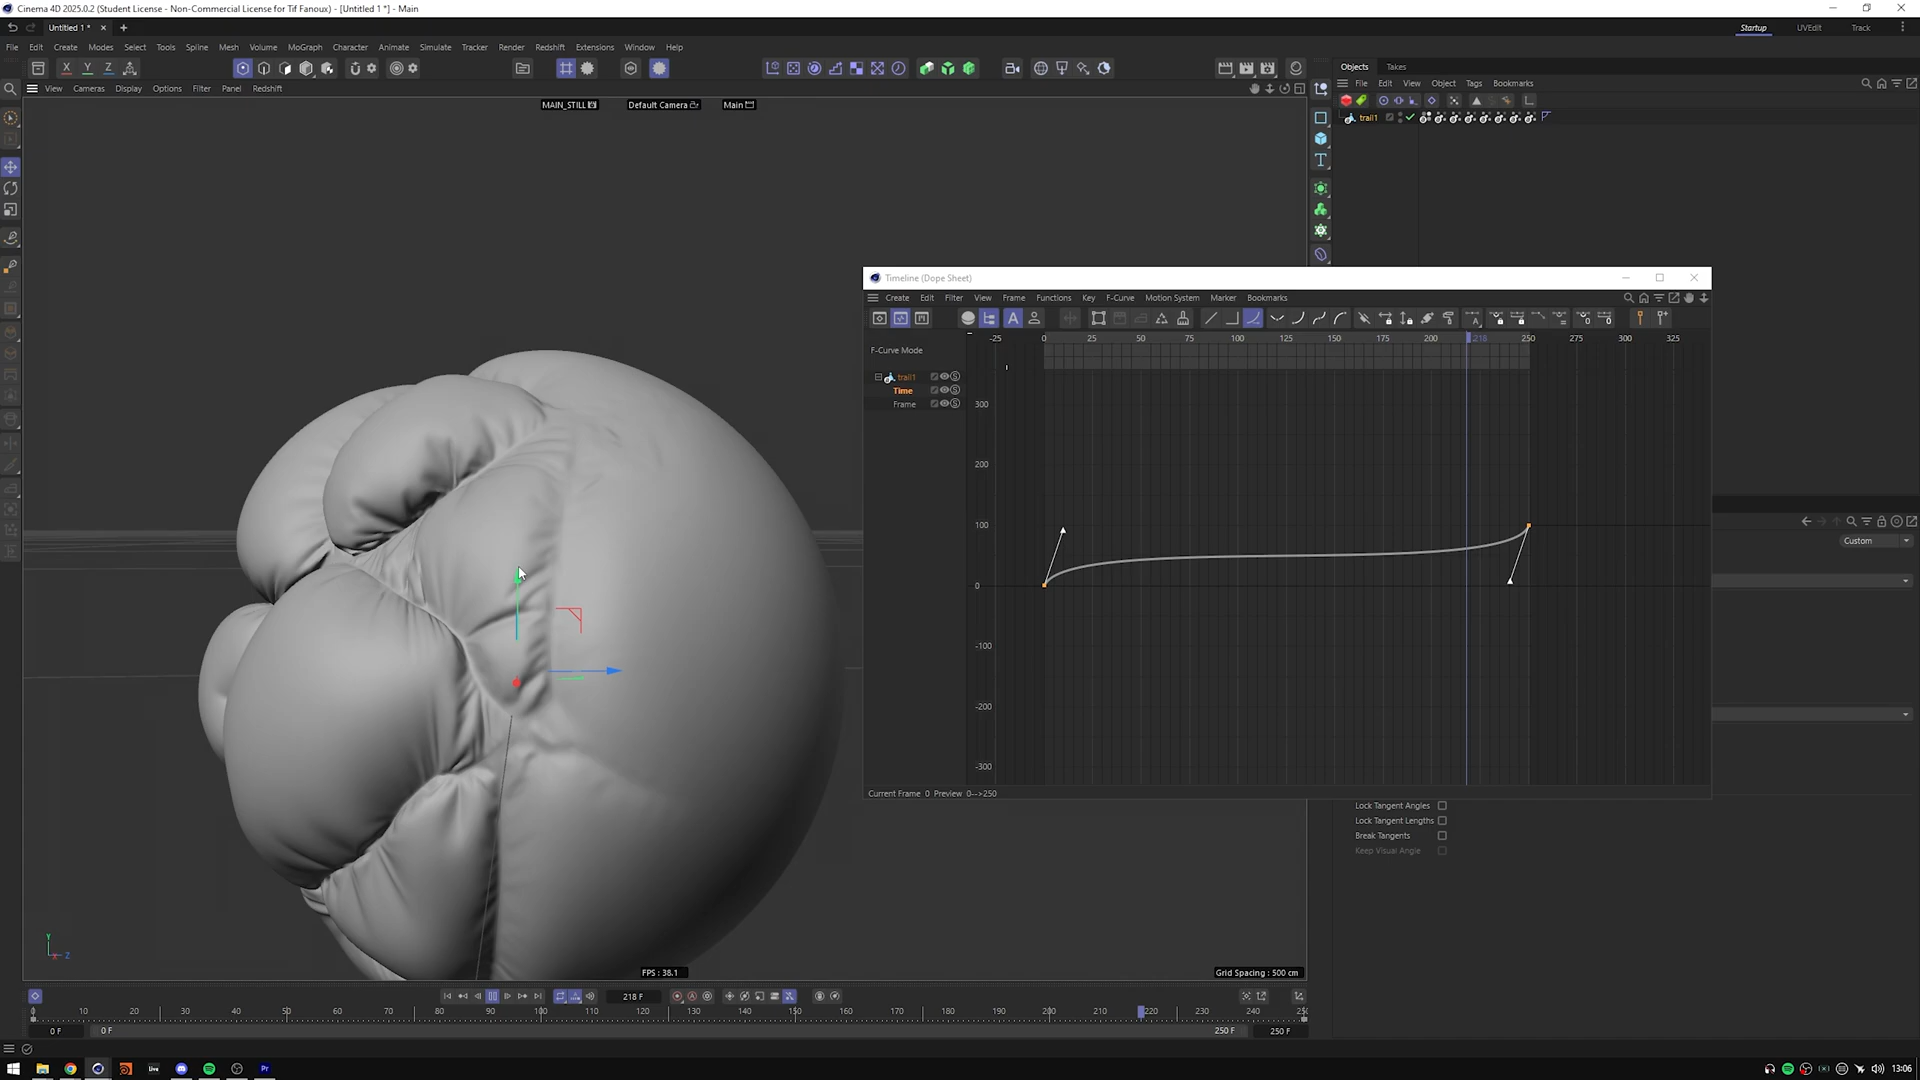 Cinema 4D 2025.0.2 (Student License - Non-Commercial License for Tif Fanoux) - [Untitled 1 *] - Main
Untitled 1 *
Startup UVEdit Track
File Edit Create Modes Select Tools Spline Mesh Volume MoGraph Character Animate Simulate Tracker Render Redshift Extensions Window Help
X Y Z
Objects Takes
View Cameras Display Options Filter Panel Redshift
File Edit View Object Tags Bookmarks
MAIN_STILL Default Camera Main
trail1
Timeline (Dope Sheet)
Create Edit Filter View Frame Functions Key F-Curve Motion System Marker Bookmarks
-25 0 25 50 75 100 125 150 175 200 218 250 275 300 325
F-Curve Mode
trail1
Time
Frame
300
200
100
0
-100
-200
-300
Custom
Current Frame 0 Preview 0-->250
Lock Tangent Angles
Lock Tangent Lengths
Break Tangents
Keep Visual Angle
Y
X Z
FPS : 38.1
Grid Spacing : 500 cm
218 F
0 10 20 30 40 50 60 70 80 90 100 110 120 130 140 150 160 170 180 190 200 210 220 230 240
0 F 0 F 250 F 250 F
Live Pr 13:06